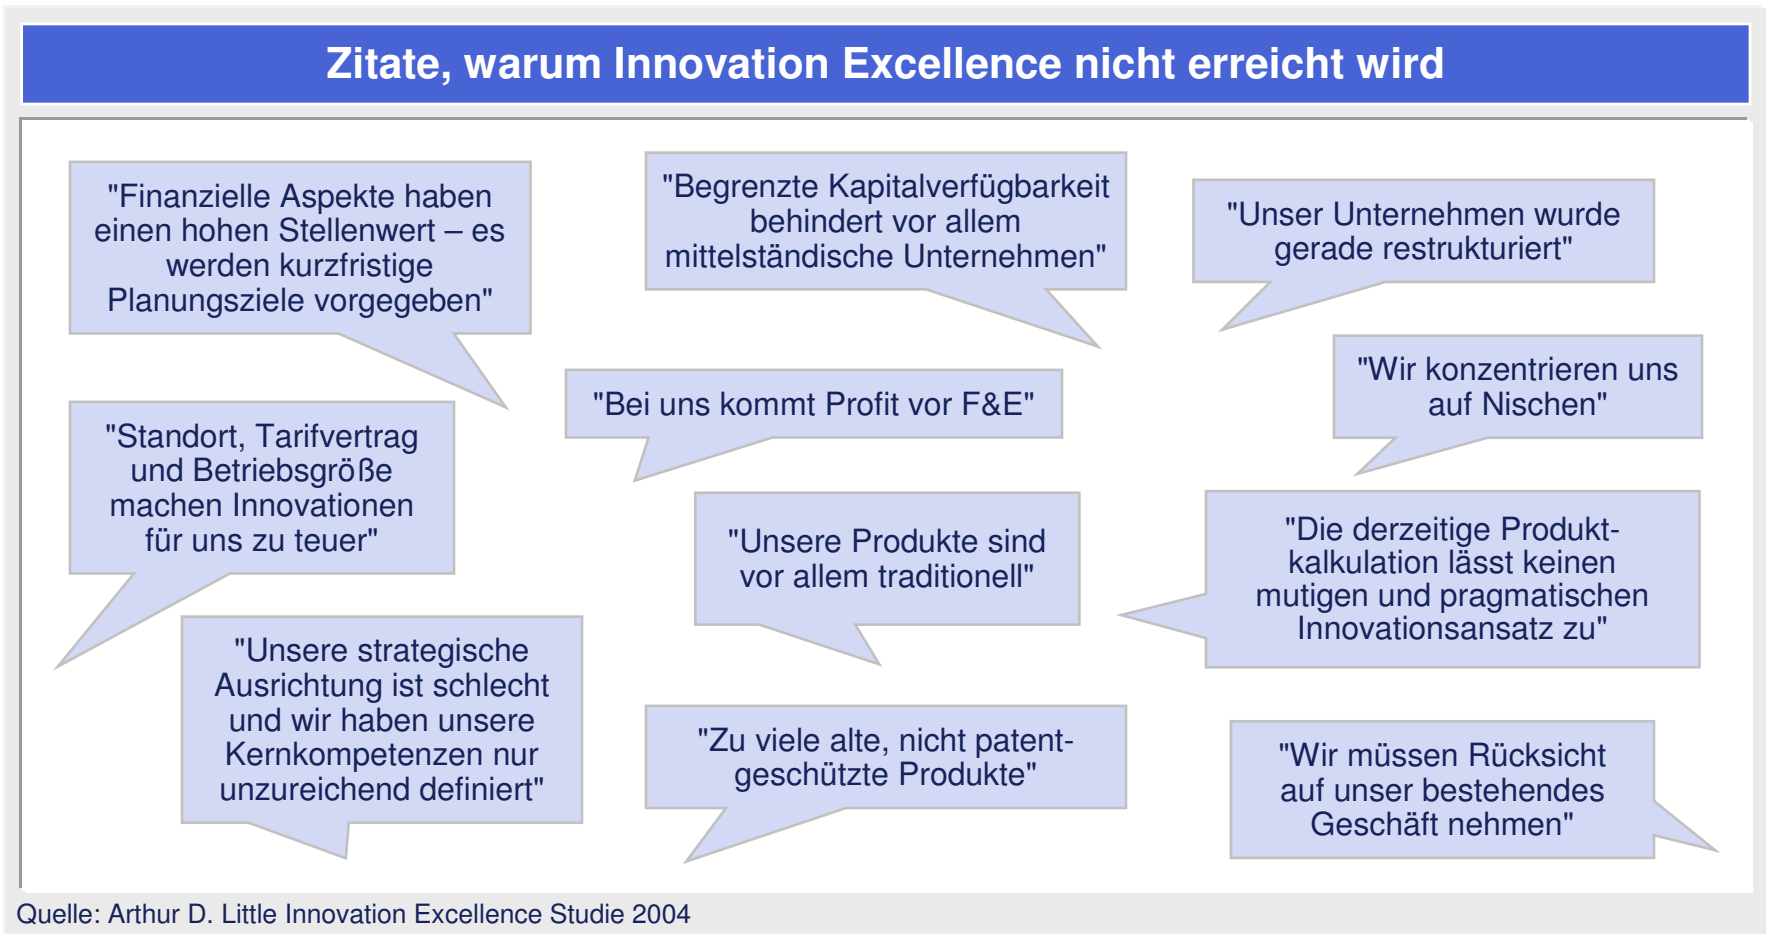 Zitate, warum Innovation Excellence nicht erreicht wird
"Finanzielle Aspekte haben
einen hohen Stellenwert – es
werden kurzfristige
Planungsziele vorgegeben"
"Begrenzte Kapitalverfügbarkeit
behindert vor allem
mittelständische Unternehmen"
"Unser Unternehmen wurde
gerade restrukturiert"
"Bei uns kommt Profit vor F&E"
"Wir konzentrieren uns
auf Nischen"
"Standort, Tarifvertrag
und Betriebsgröße
machen Innovationen
für uns zu teuer"
"Unsere Produkte sind
vor allem traditionell"
"Die derzeitige Produkt-
kalkulation lässt keinen
mutigen und pragmatischen
Innovationsansatz zu"
"Unsere strategische
Ausrichtung ist schlecht
und wir haben unsere
Kernkompetenzen nur
unzureichend definiert"
"Zu viele alte, nicht patent-
geschützte Produkte"
"Wir müssen Rücksicht
auf unser bestehendes
Geschäft nehmen"
Quelle: Arthur D. Little Innovation Excellence Studie 2004